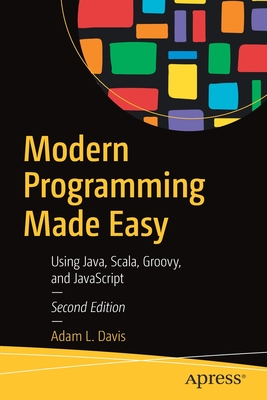 Modern
Programming
Made Easy
Using Java, Scala, Groovy,
and JavaScript
—
Second Edition
—
Adam L. Davis
Apress®